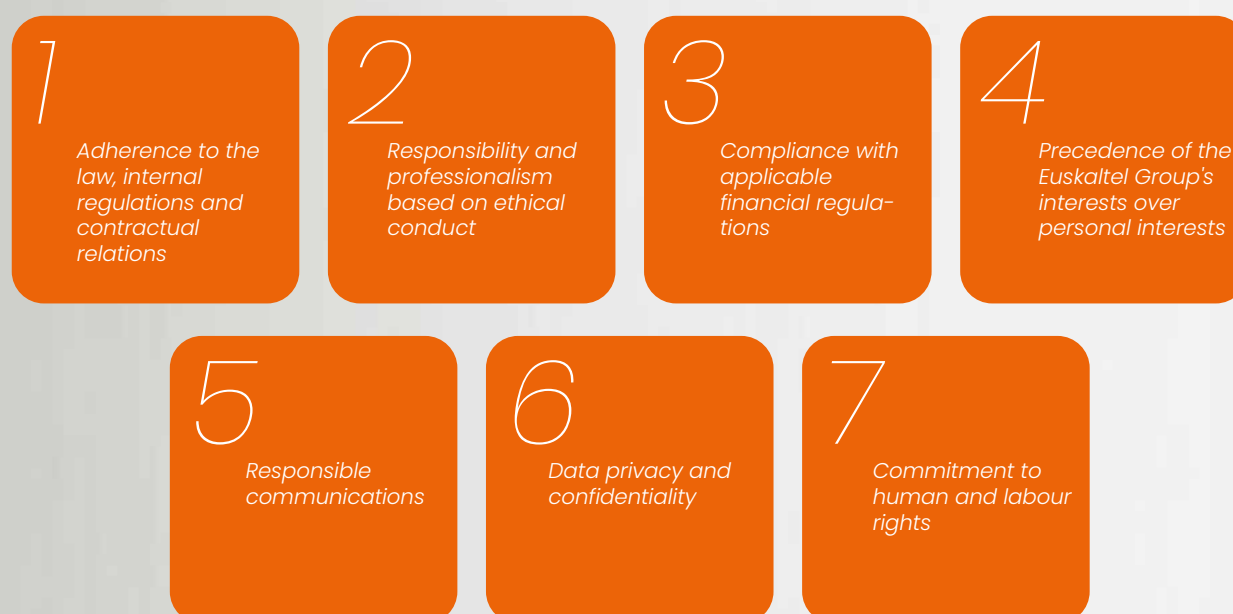 1
Adherence to the
law, internal
regulations and
contractual
relations
2
Responsibility and
professionalism
based on ethical
conduct
3
Compliance with
applicable
financial regula-
tions
4
Precedence of the
Euskaltel Group's
interests over
personal interests
5
Responsible
communications
6
Data privacy and
confidentiality
7
Commitment to
human and labour
rights